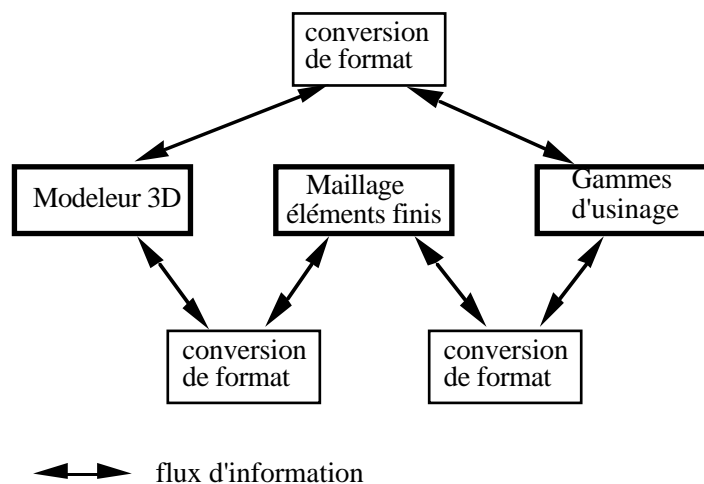 conversion
de format
Modeleur 3D
Maillage
éléments finis
Gammes
d'usinage
conversion
de format
conversion
de format
flux d'information